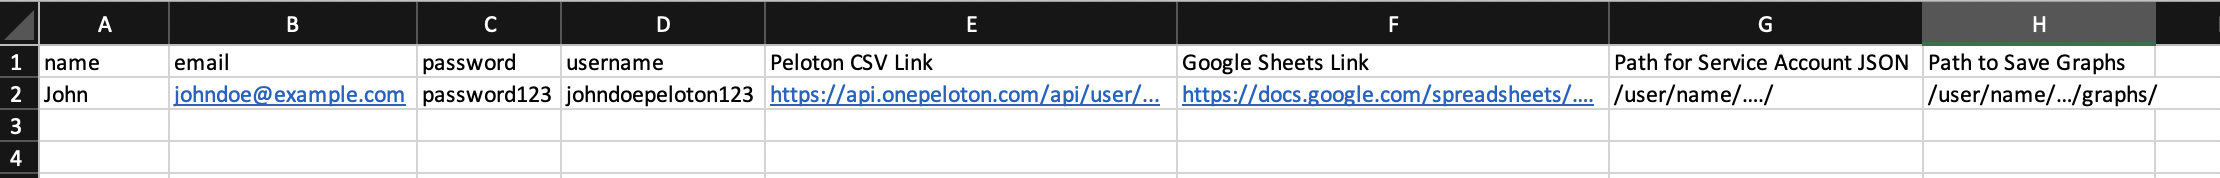 A B C D E F G H
1 name email password username Peloton CSV Link Google Sheets Link Path for Service Account JSON Path to Save Graphs
2 John johndoe@example.com password123 johndoepeloton123 https://api.onepeloton.com/api/user/... https://docs.google.com/spreadsheets/.... /user/name/..../ /user/name/.../graphs/
3
4